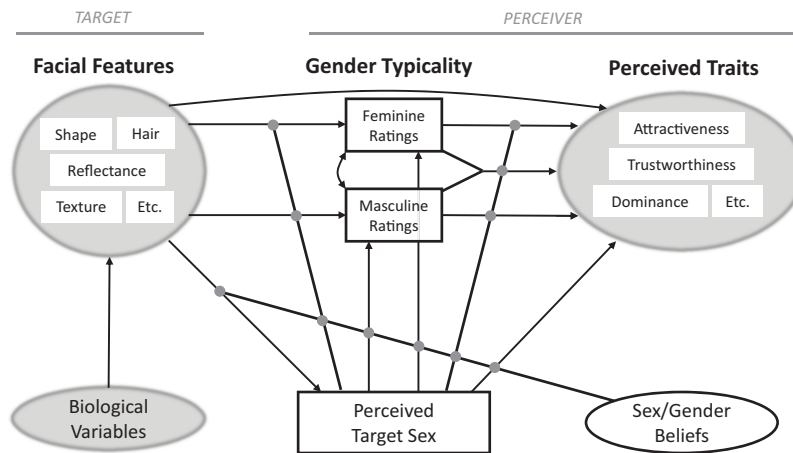 TARGET
PERCEIVER
Facial Features
Gender Typicality
Perceived Traits
Shape
Hair
Reflectance
Texture
Etc.
Feminine
Ratings
Masculine
Ratings
Attractiveness
Trustworthiness
Dominance
Etc.
Biological
Variables
Perceived
Target Sex
Sex/Gender
Beliefs